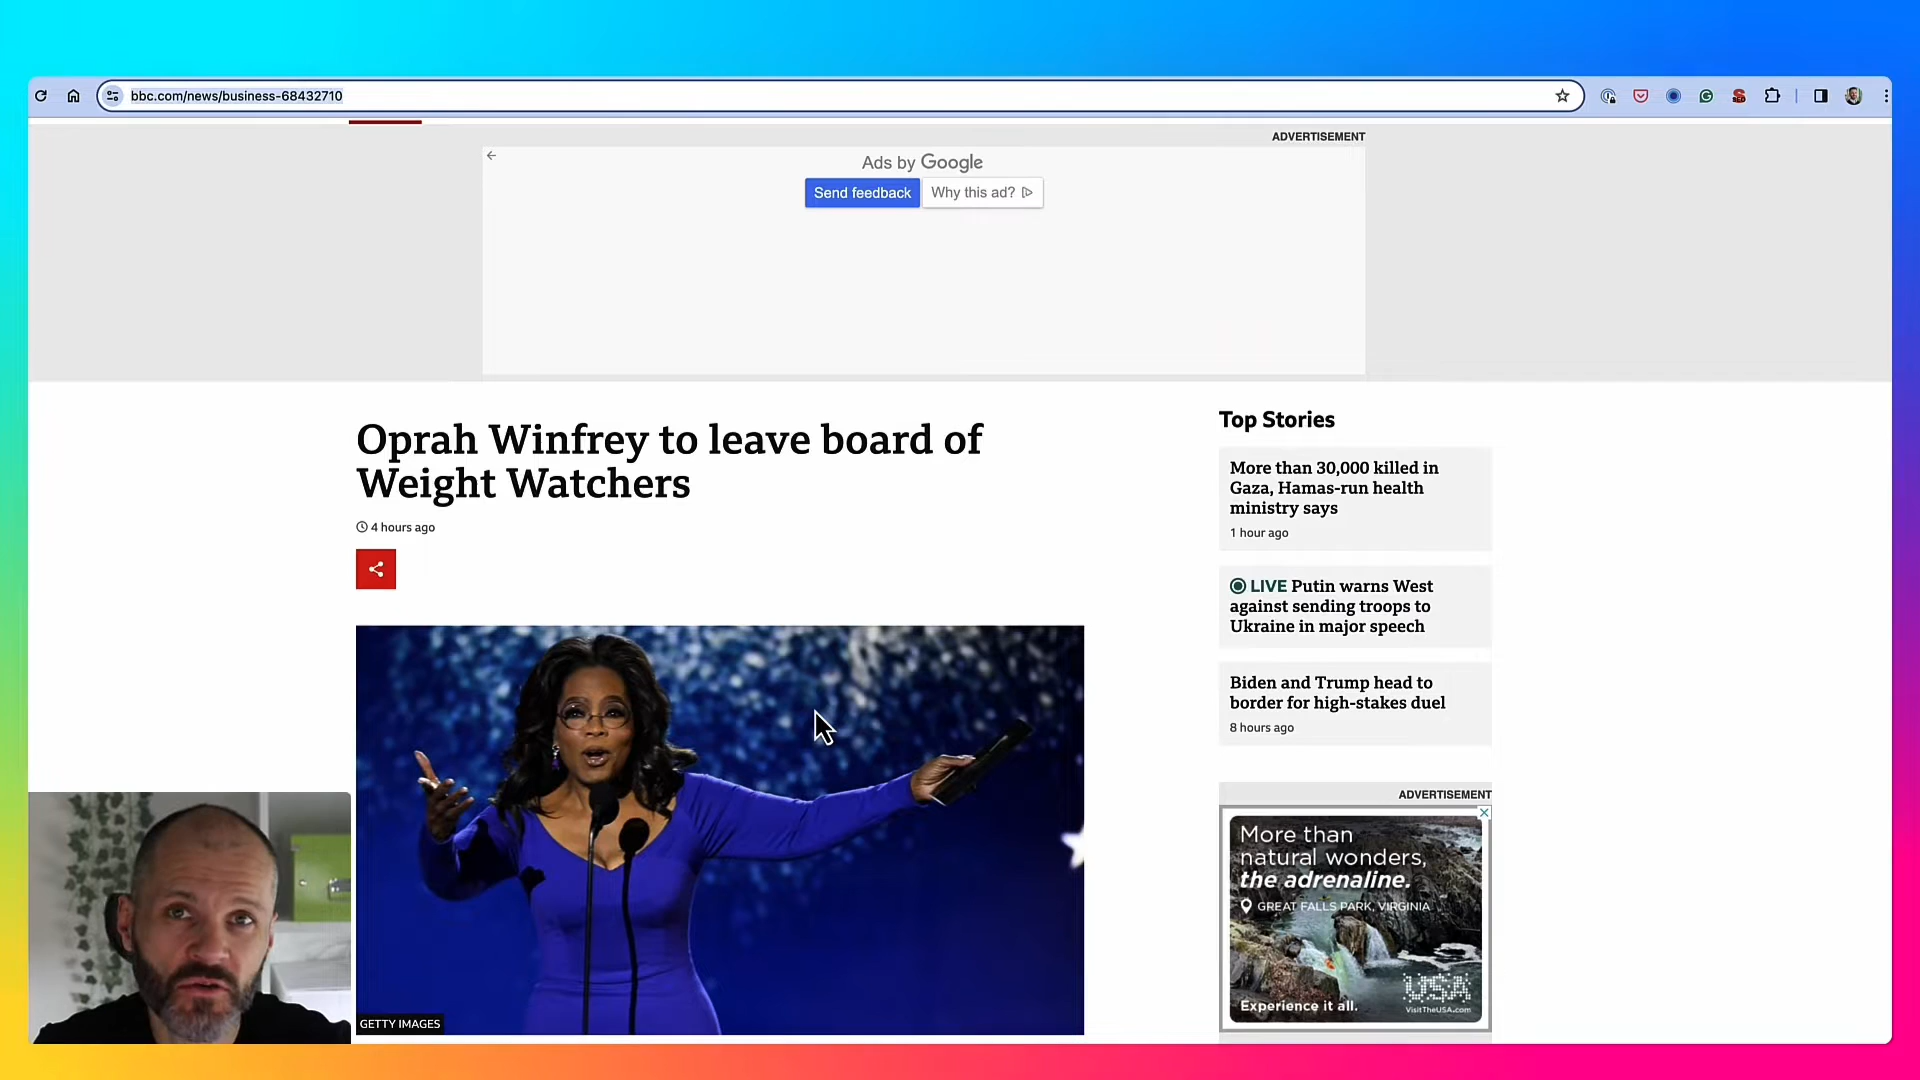 bbc.com/news/business-68432710
ADVERTISEMENT
Ads by Google
Send feedback
Why this ad?
Oprah Winfrey to leave board of
Weight Watchers
4 hours ago
GETTY IMAGES
Top Stories
More than 30,000 killed in
Gaza, Hamas-run health
ministry says
1 hour ago
LIVE Putin warns West
against sending troops to
Ukraine in major speech
Biden and Trump head to
border for high-stakes duel
8 hours ago
ADVERTISEMENT
More than
natural wonders,
the adrenaline.
GREAT FALLS PARK, VIRGINIA
Experience it all.
USA
VisitTheUSA.com